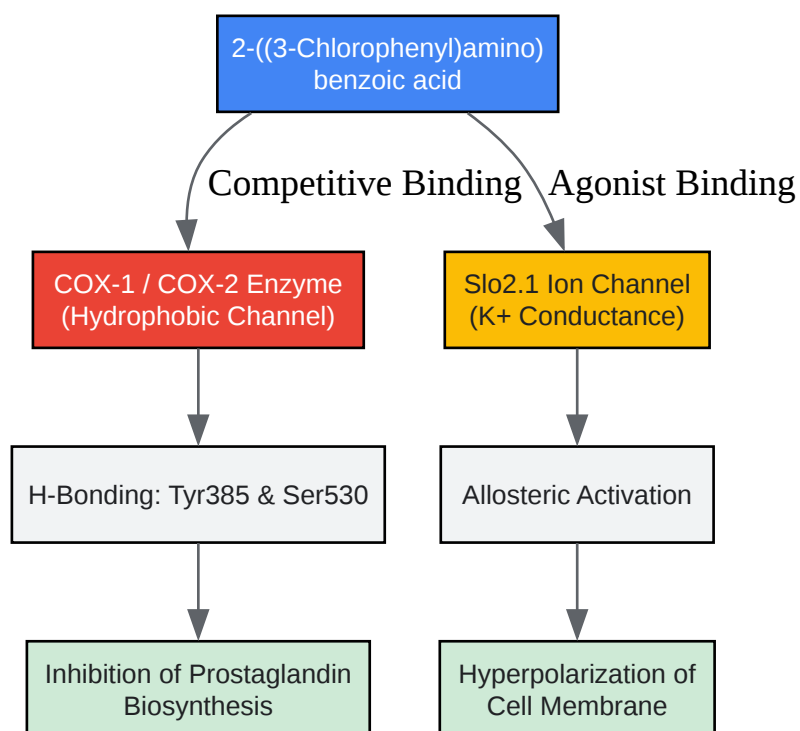 2-((3-Chlorophenyl)amino)
benzoic acid
Competitive Binding
Agonist Binding
COX-1 / COX-2 Enzyme
(Hydrophobic Channel)
Slo2.1 Ion Channel
(K+ Conductance)
H-Bonding: Tyr385 & Ser530
Allosteric Activation
Inhibition of Prostaglandin
Biosynthesis
Hyperpolarization of
Cell Membrane